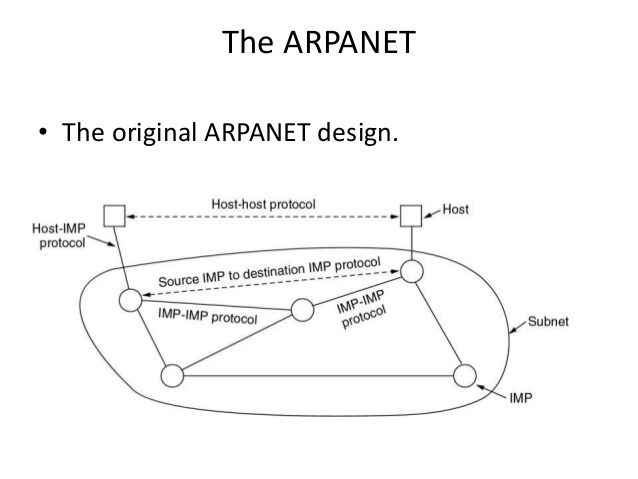 The ARPANET
• The original ARPANET design.
Host-host protocol
Host
Host-IMP
protocol
Source IMP to destination IMP protocol
IMP-IMP protocol
IMP-IMP
protocol
Subnet
IMP